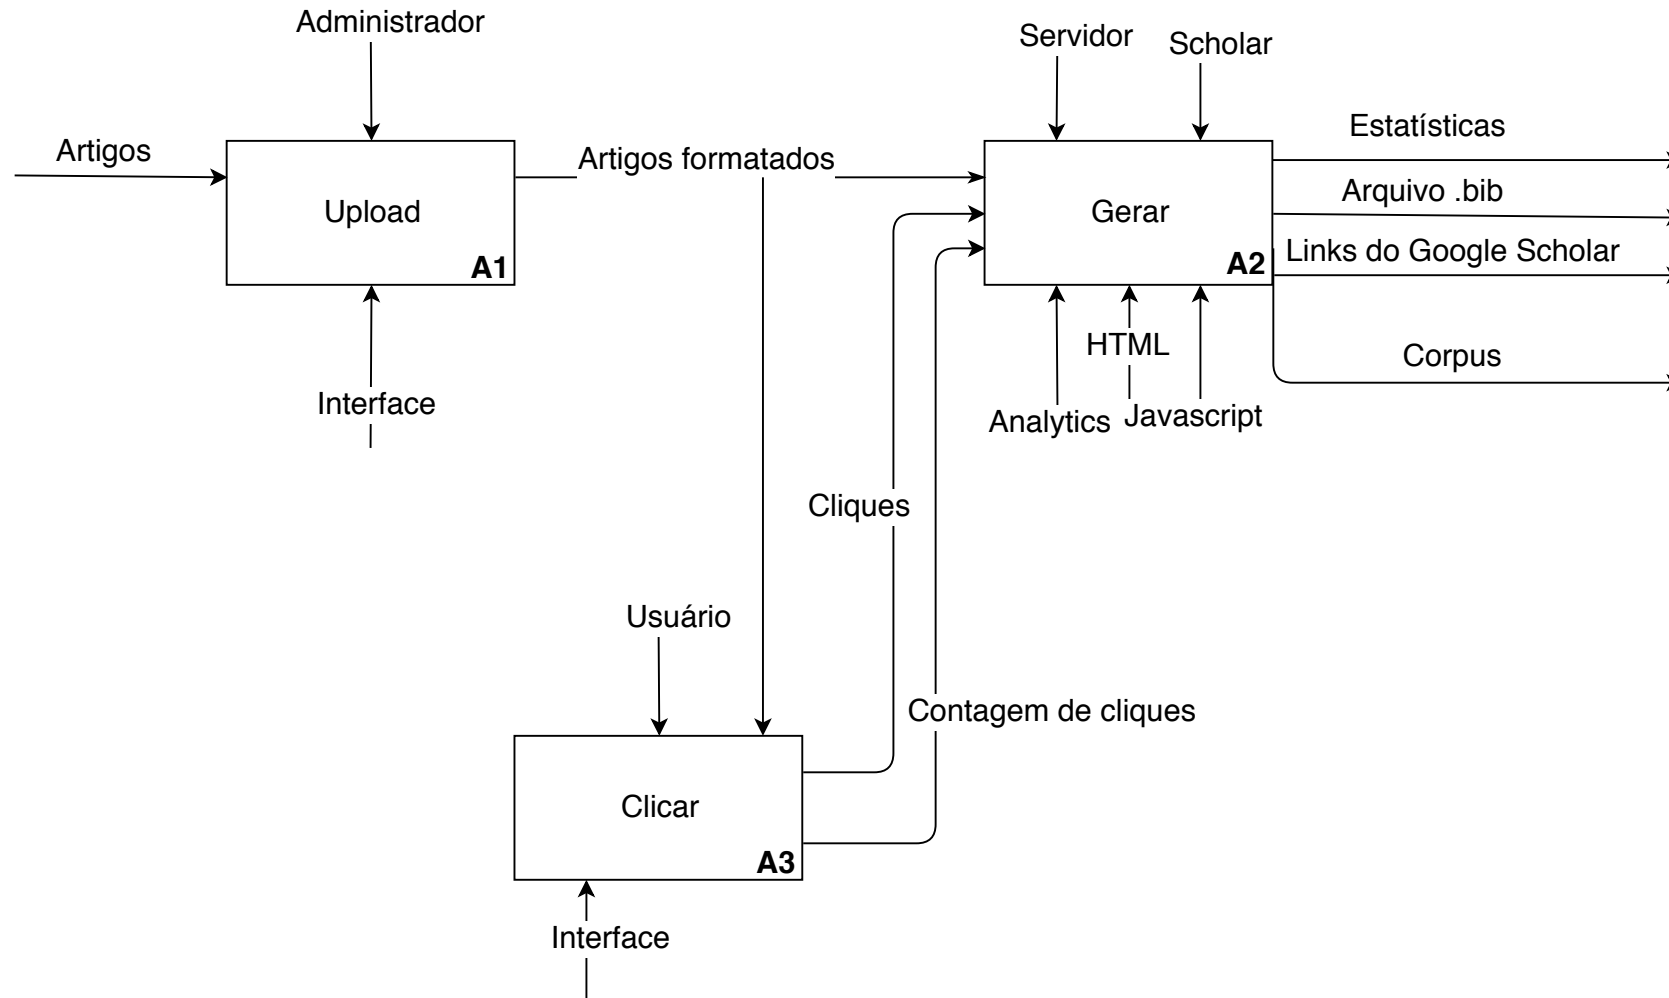 Administrador
Servidor
Scholar
Artigos
Artigos formatados
Estatísticas
Upload
A1
Gerar
A2
Arquivo .bib
Links do Google Scholar
Interface
HTML
Analytics
Javascript
Corpus
Cliques
Usuário
Contagem de cliques
Clicar
A3
Interface